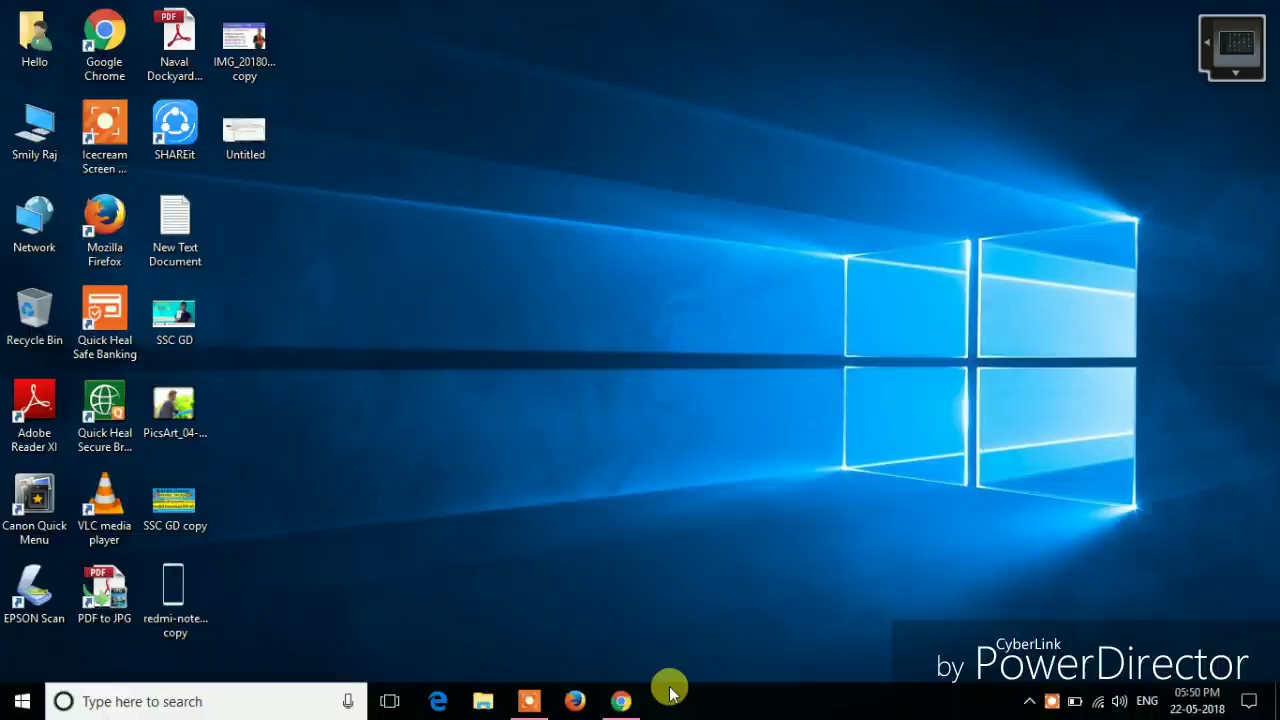 Hello
Google
Chrome
PDF
Naval
Dockyard...
IMG_20180...
copy
Smily Raj
Icecream
Screen ...
SHAREit
Untitled
Network
Mozilla
Firefox
New Text
Document
Recycle Bin
Quick Heal
Safe Banking
SSC GD
Adobe
Reader XI
Quick Heal
Secure Br...
PicsArt_04-...
Canon Quick
Menu
VLC media
player
SSC GD copy
EPSON Scan
PDF
PDF to JPG
redmi-note...
copy
CyberLink
by PowerDirector
Type here to search
ENG
05:50 PM
22-05-2018